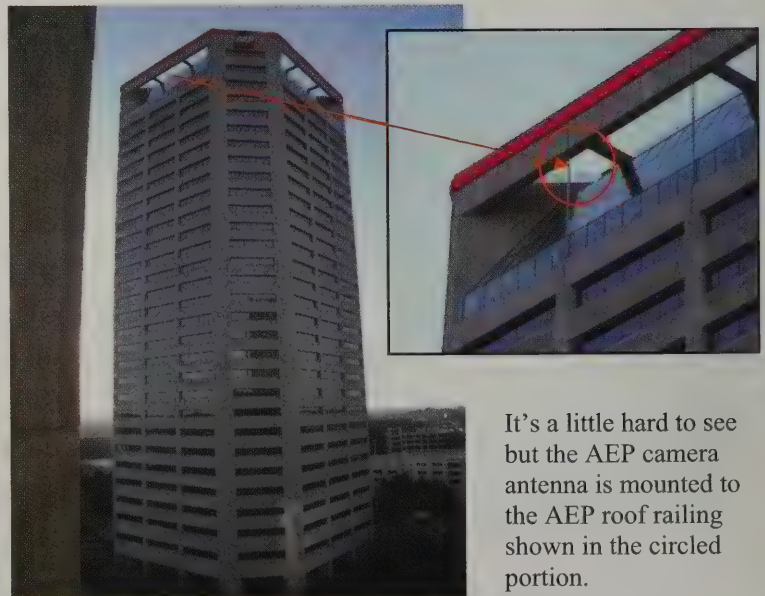 It's a little hard to see
but the AEP camera
antenna is mounted to
the AEP roof railing
shown in the circled
portion.